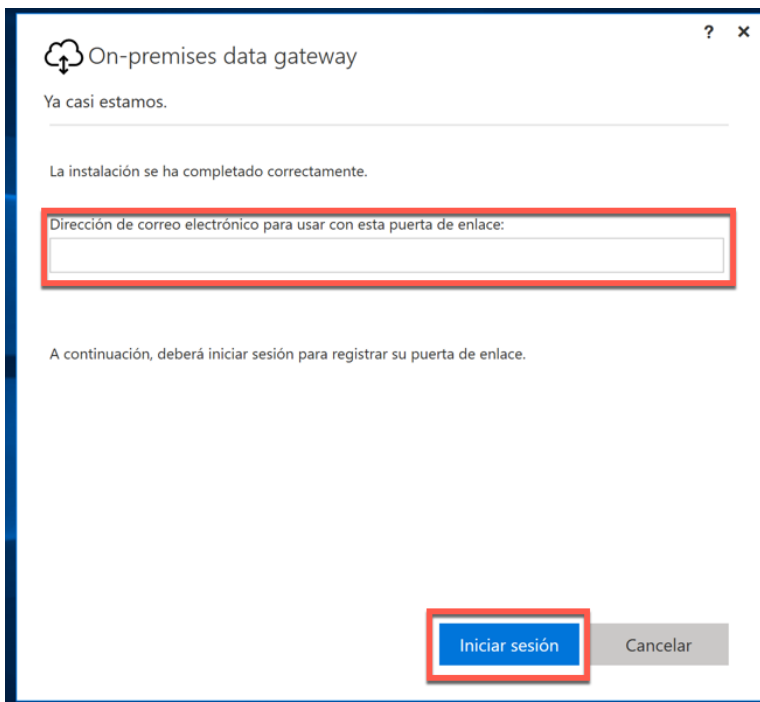 ? ×
On-premises data gateway
Ya casi estamos.
La instalación se ha completado correctamente.
Dirección de correo electrónico para usar con esta puerta de enlace:
A continuación, deberá iniciar sesión para registrar su puerta de enlace.
Iniciar sesión Cancelar